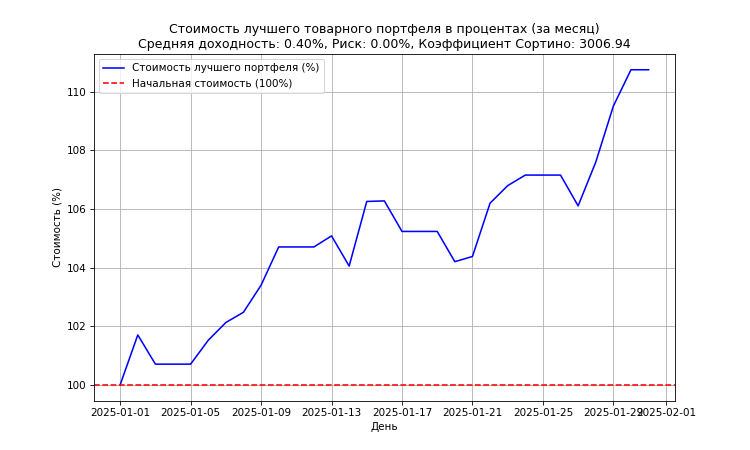 Стоимость лучшего товарного портфеля в процентах (за месяц)
Средняя доходность: 0.40%, Риск: 0.00%, Коэффициент Сортино: 3006.94
Стоимость лучшего портфеля (%)
Начальная стоимость (100%)
Стоимость (%)
110
108
106
104
102
100
2025-01-01
2025-01-05
2025-01-09
2025-01-13
2025-01-17
2025-01-21
2025-01-25
2025-01-29
2025-02-01
День